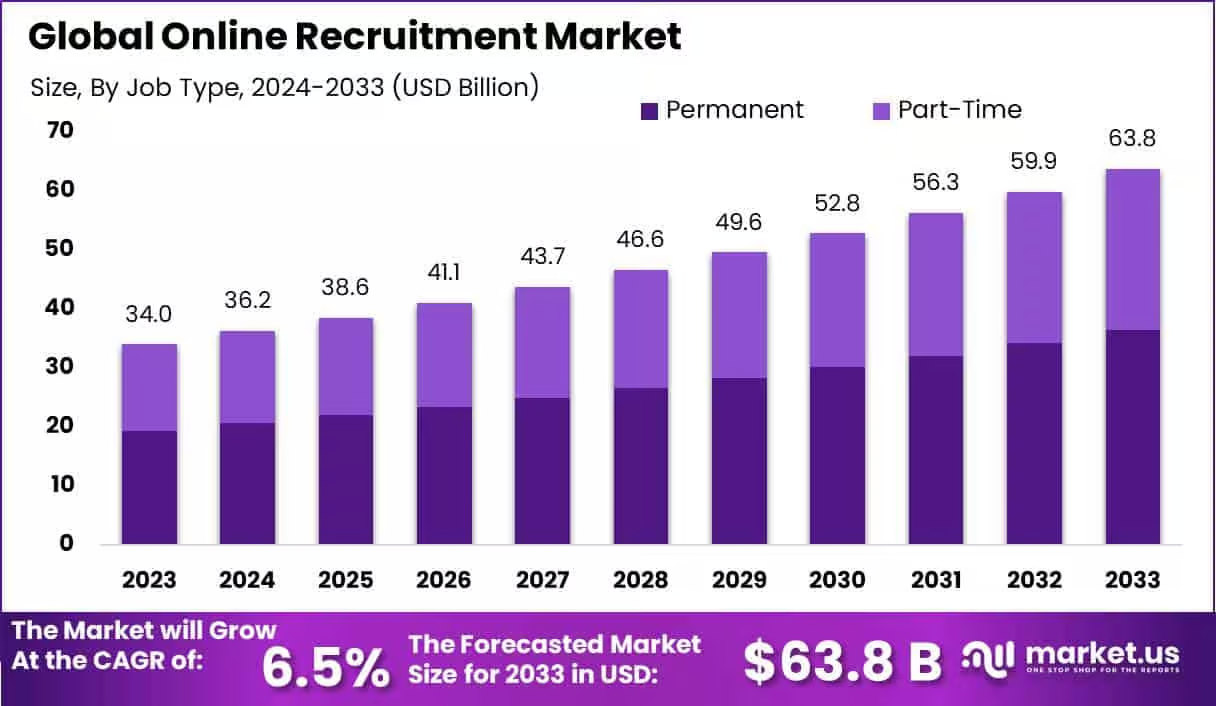 Global Online Recruitment Market
Size, By Job Type, 2024-2033 (USD Billion)
Permanent Part-Time
70
60
50
40
30
20
10
0
34.0 36.2 38.6 41.1 43.7 46.6 49.6 52.8 56.3 59.9 63.8
2023 2024 2025 2026 2027 2028 2029 2030 2031 2032 2033
The Market will Grow
At the CAGR of:
6.5%
The Forecasted Market
Size for 2033 in USD:
$63.8 B
market.us
ONE STOP SHOP FOR THE REPORTS